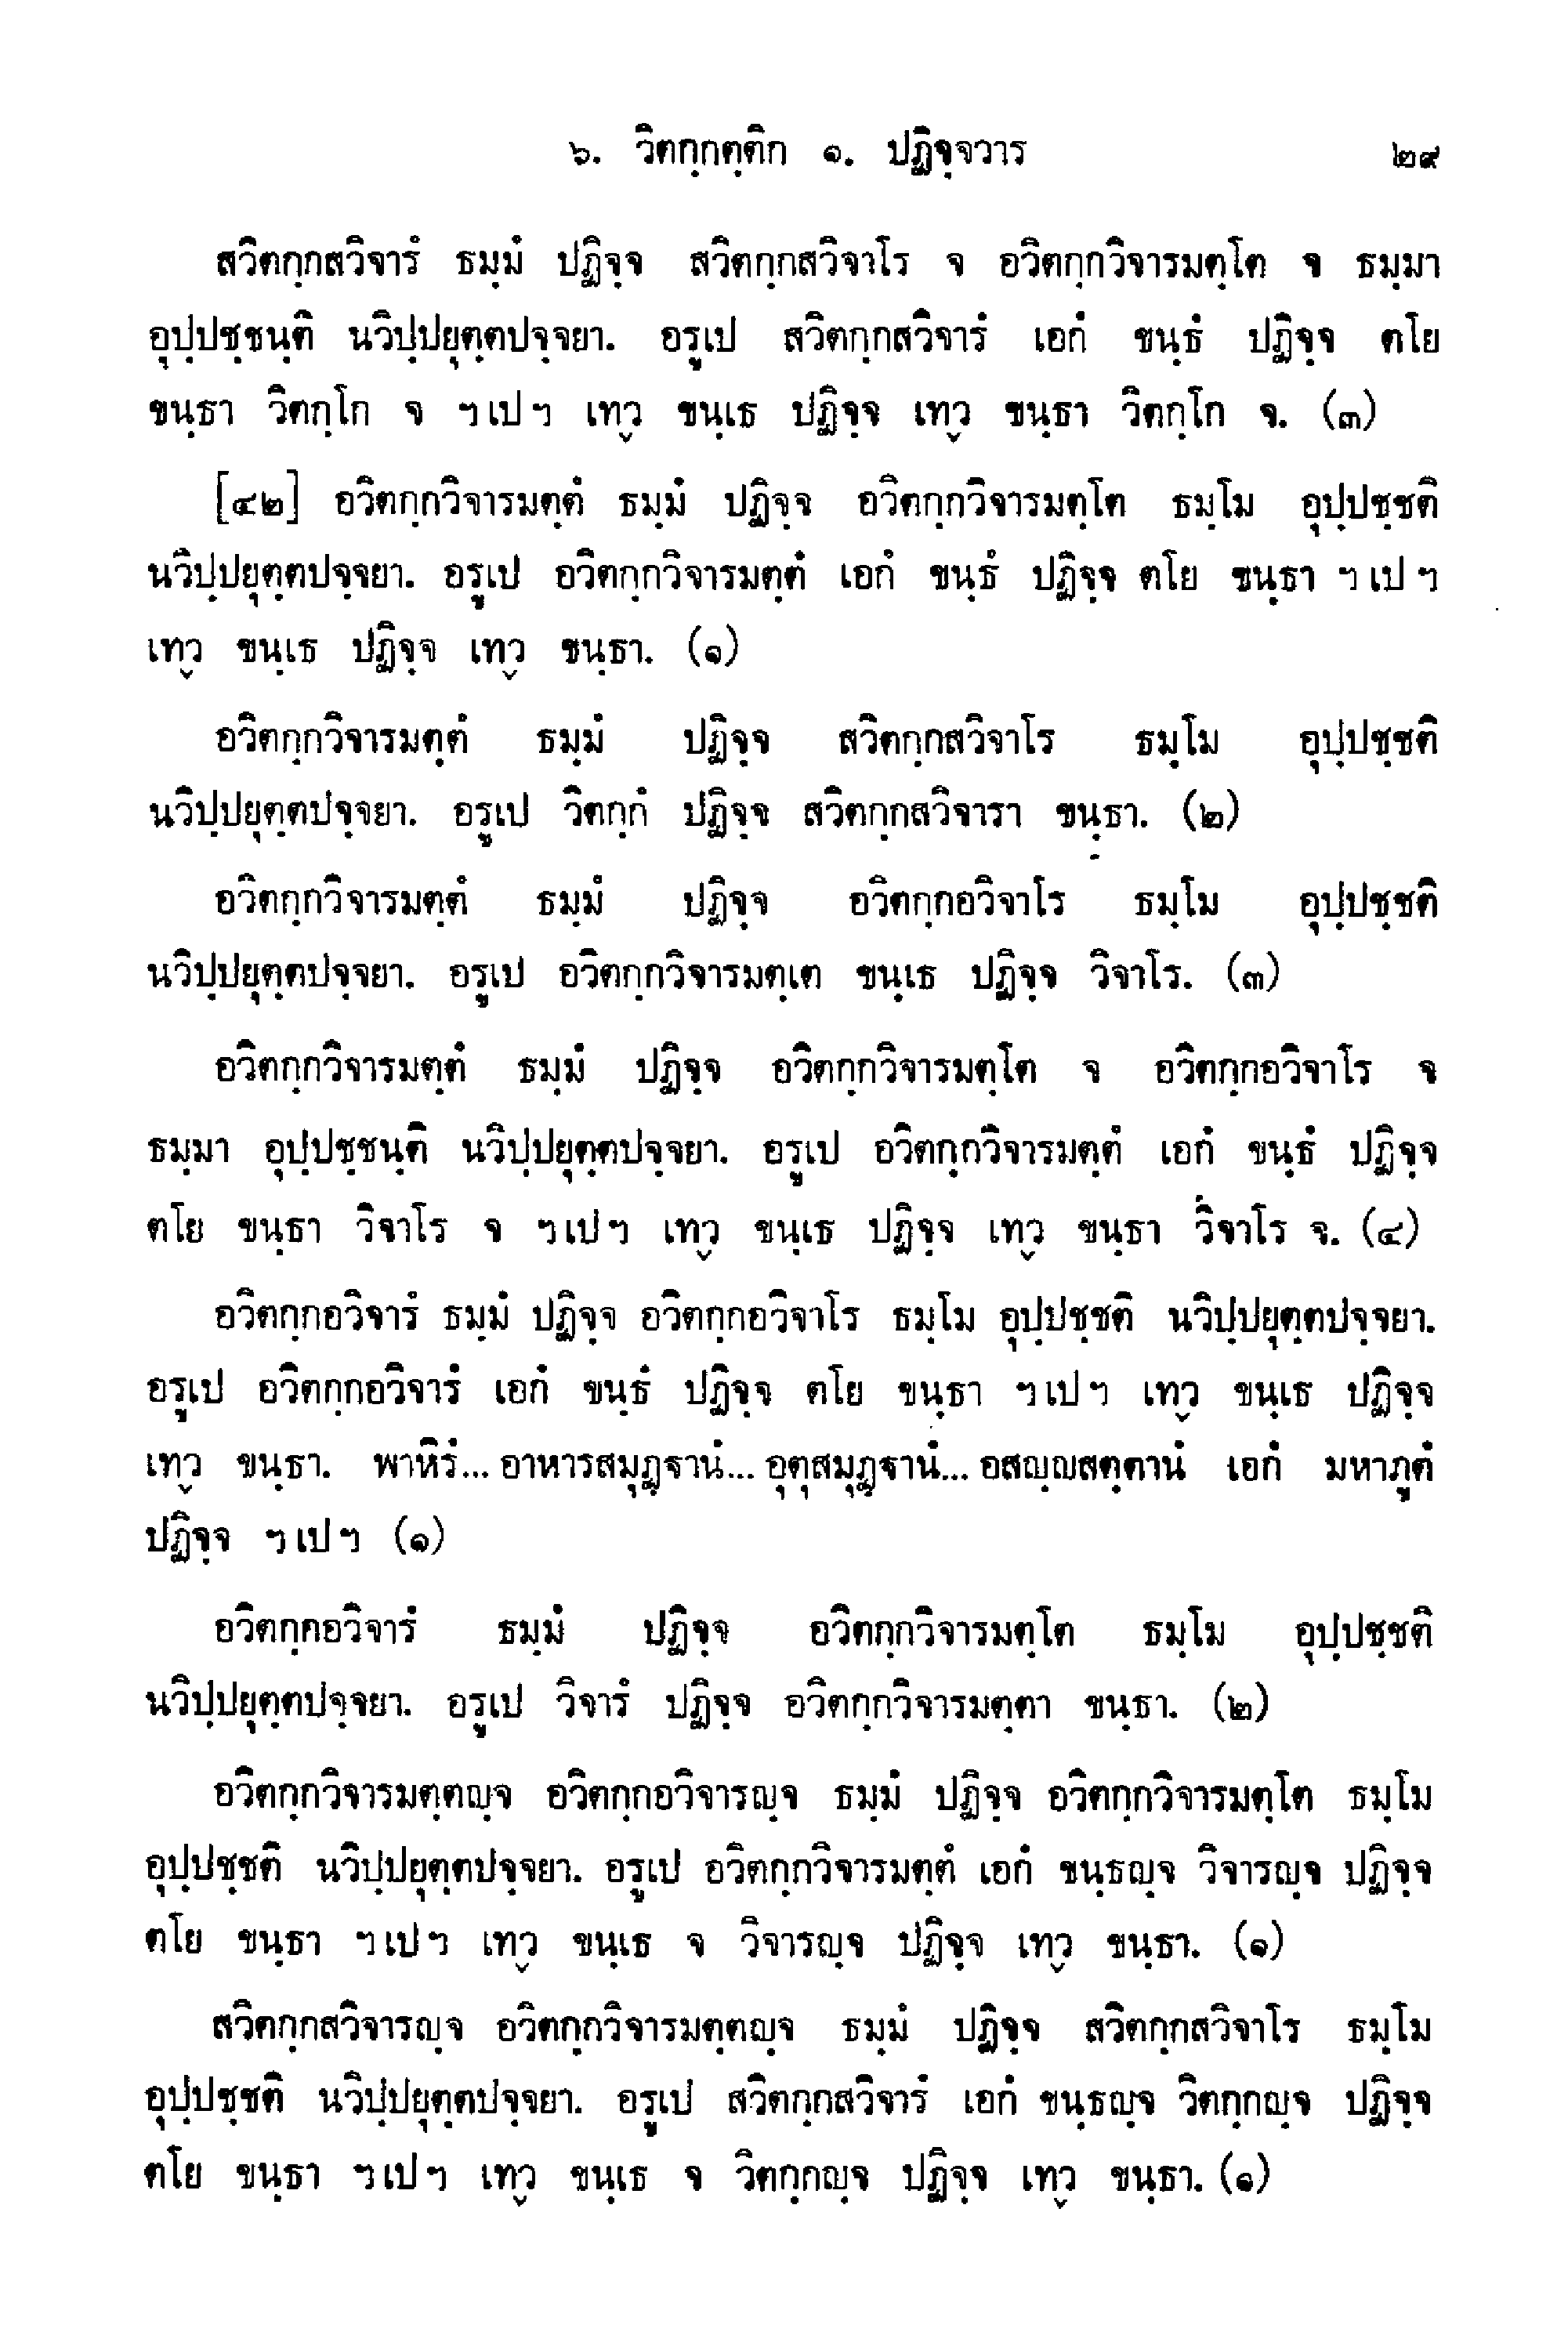 ๖. วิตกฺกตฺติก ๑. ปฏิจฺจวาร ๒๙
สวิตกฺกสวิจารํ ธมฺมํ ปฏิจฺจ สวิตกฺกสวิจาโร จ อวิตกฺกวิจารมตฺโต จ ธมฺมา
อุปฺปชฺชนฺติ นวิปฺปยุตฺตปจฺจยา. อรูเป สวิตกฺกสวิจารํ เอกํ ขนฺธํ ปฏิจฺจ ตโย
ขนฺธา วิตกฺโก จ ฯเปฯ เทฺว ขนฺเธ ปฏิจฺจ เทฺว ขนฺธา วิตกฺโก จ. (๓)
[๔๒] อวิตกฺกวิจารมตฺตํ ธมฺมํ ปฏิจฺจ อวิตกฺกวิจารมตฺโต ธมฺโม อุปฺปชฺชติ
นวิปฺปยุตฺตปจฺจยา. อรูเป อวิตกฺกวิจารมตฺตํ เอกํ ขนฺธํ ปฏิจฺจ ตโย ขนฺธา ฯเปฯ
เทฺว ขนฺเธ ปฏิจฺจ เทฺว ขนฺธา. (๑)
อวิตกฺกวิจารมตฺตํ ธมฺมํ ปฏิจฺจ สวิตกฺกสวิจาโร ธมฺโม อุปฺปชฺชติ
นวิปฺปยุตฺตปจฺจยา. อรูเป วิตกฺกํ ปฏิจฺจ สวิตกฺกสวิจารา ขนฺธา. (๒)
อวิตกฺกวิจารมตฺตํ ธมฺมํ ปฏิจฺจ อวิตกฺกอวิจาโร ธมฺโม อุปฺปชฺชติ
นวิปฺปยุตฺตปจฺจยา. อรูเป อวิตกฺกวิจารมตฺเต ขนฺเธ ปฏิจฺจ วิจาโร. (๓)
อวิตกฺกวิจารมตฺตํ ธมฺมํ ปฏิจฺจ อวิตกฺกวิจารมตฺโต จ อวิตกฺกอวิจาโร จ
ธมฺมา อุปฺปชฺชนฺติ นวิปฺปยุตฺตปจฺจยา. อรูเป อวิตกฺกวิจารมตฺตํ เอกํ ขนฺธํ ปฏิจฺจ
ตโย ขนฺธา วิจาโร จ ฯเปฯ เทฺว ขนฺเธ ปฏิจฺจ เทฺว ขนฺธา วิจาโร จ. (๔)
อวิตกฺกอวิจารํ ธมฺมํ ปฏิจฺจ อวิตกฺกอวิจาโร ธมฺโม อุปฺปชฺชติ นวิปฺปยุตฺตปจฺจยา.
อรูเป อวิตกฺกอวิจารํ เอกํ ขนฺธํ ปฏิจฺจ ตโย ขนฺธา ฯเปฯ เทฺว ขนฺเธ ปฏิจฺจ
เทฺว ขนฺธา. พาหิรํ... อาหารสมุฏฺฐานํ... อุตุสมุฏฺฐานํ... อสญฺญสตฺตานํ เอกํ มหาภูตํ
ปฏิจฺจ ฯเปฯ (๑)
อวิตกฺกอวิจารํ ธมฺมํ ปฏิจฺจ อวิตกฺกวิจารมตฺโต ธมฺโม อุปฺปชฺชติ
นวิปฺปยุตฺตปจฺจยา. อรูเป วิจารํ ปฏิจฺจ อวิตกฺกวิจารมตฺตา ขนฺธา. (๒)
อวิตกฺกวิจารมตฺตญฺจ อวิตกฺกอวิจารญฺจ ธมฺมํ ปฏิจฺจ อวิตกฺกวิจารมตฺโต ธมฺโม
อุปฺปชฺชติ นวิปฺปยุตฺตปจฺจยา. อรูเป อวิตกฺกวิจารมตฺตํ เอกํ ขนฺธญฺจ วิจารญฺจ ปฏิจฺจ
ตโย ขนฺธา ฯเปฯ เทฺว ขนฺเธ จ วิจารญฺจ ปฏิจฺจ เทฺว ขนฺธา. (๑)
สวิตกฺกสวิจารญฺจ อวิตกฺกวิจารมตฺตญฺจ ธมฺมํ ปฏิจฺจ สวิตกฺกสวิจาโร ธมฺโม
อุปฺปชฺชติ นวิปฺปยุตฺตปจฺจยา. อรูเป สวิตกฺกสวิจารํ เอกํ ขนฺธญฺจ วิตกฺกญฺจ ปฏิจฺจ
ตโย ขนฺธา ฯเปฯ เทฺว ขนฺเธ จ วิตกฺกญฺจ ปฏิจฺจ เทฺว ขนฺธา. (๑)